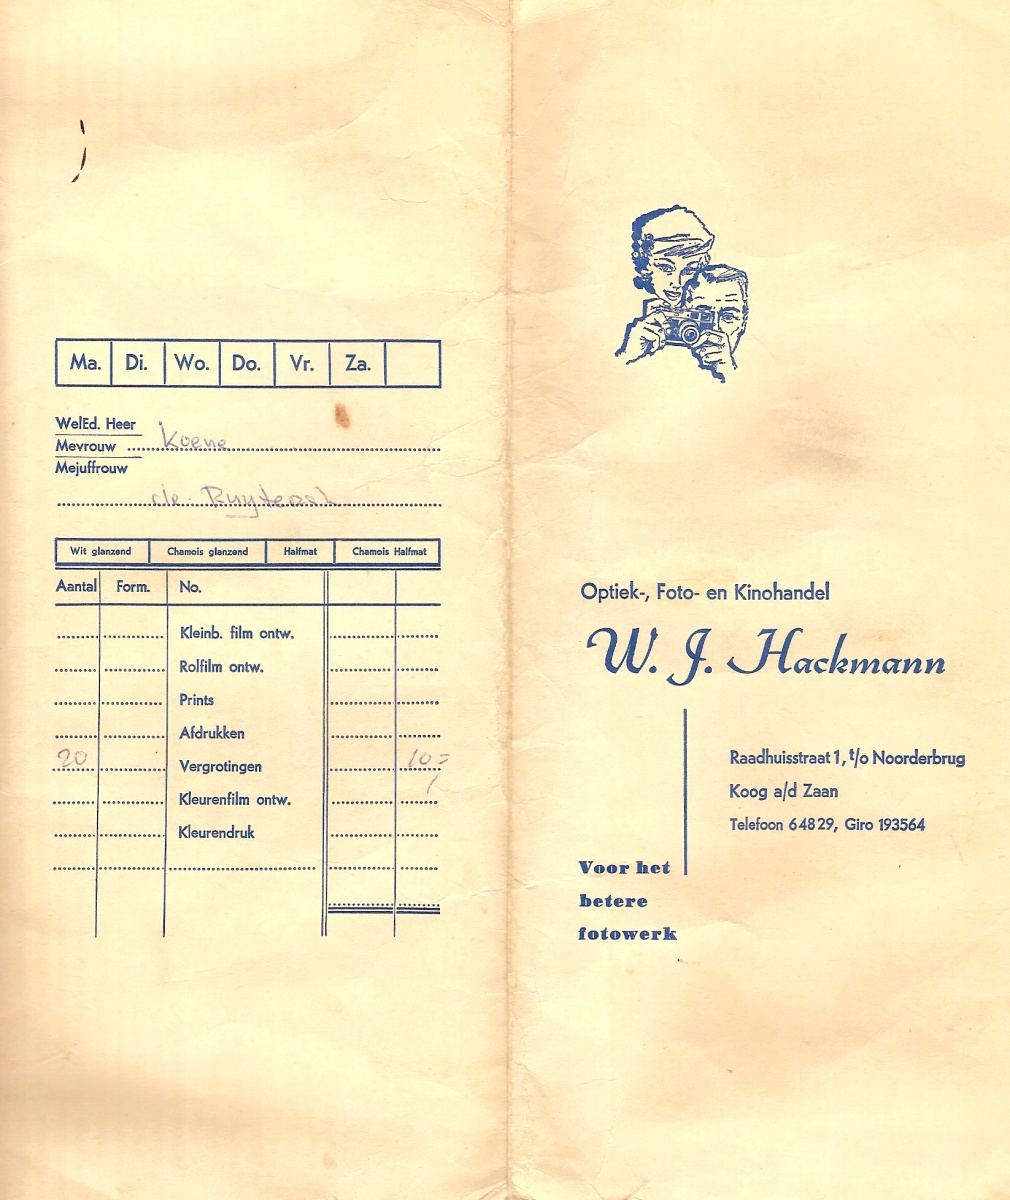 Ma. Di. Wo. Do. Vr. Za.
WelEd. Heer
Mevrouw Koene
Mejuffrouw
Wit glanzend Chamois glanzend Halfmat Chamois Halfmat
Aantal Form. No.
Kleinb. film ontw.
Rolfilm ontw.
Prints
Afdrukken
20 Vergrotingen 10=
Kleurenfilm ontw.
Kleurendruk
Optiek-, Foto- en Kinohandel
W. J. Hackmann
Raadhuisstraat 1, t/o Noorderbrug
Koog a/d Zaan
Telefoon 64829, Giro 193564
Voor het
betere
fotowerk